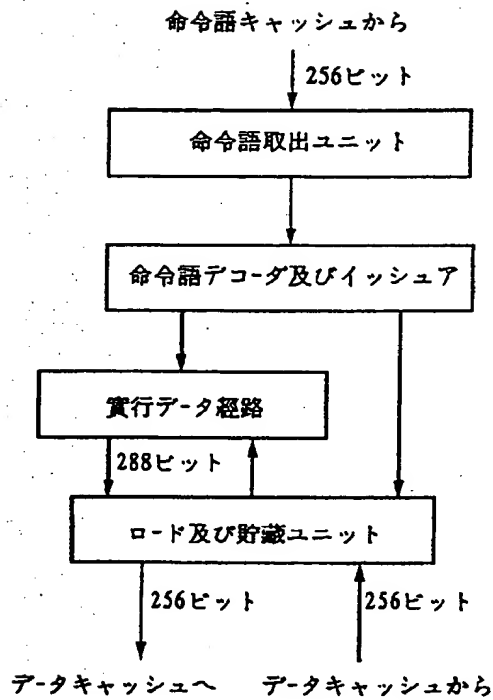 命令語キャッシュから
256ビット
命令語取出ユニット
命令語デコーダ及びイッシュア
實行データ経路
288ビット
ロード及び貯蔵ユニット
256ビット
256ビット
データキャッシュへ
データキャッシュから